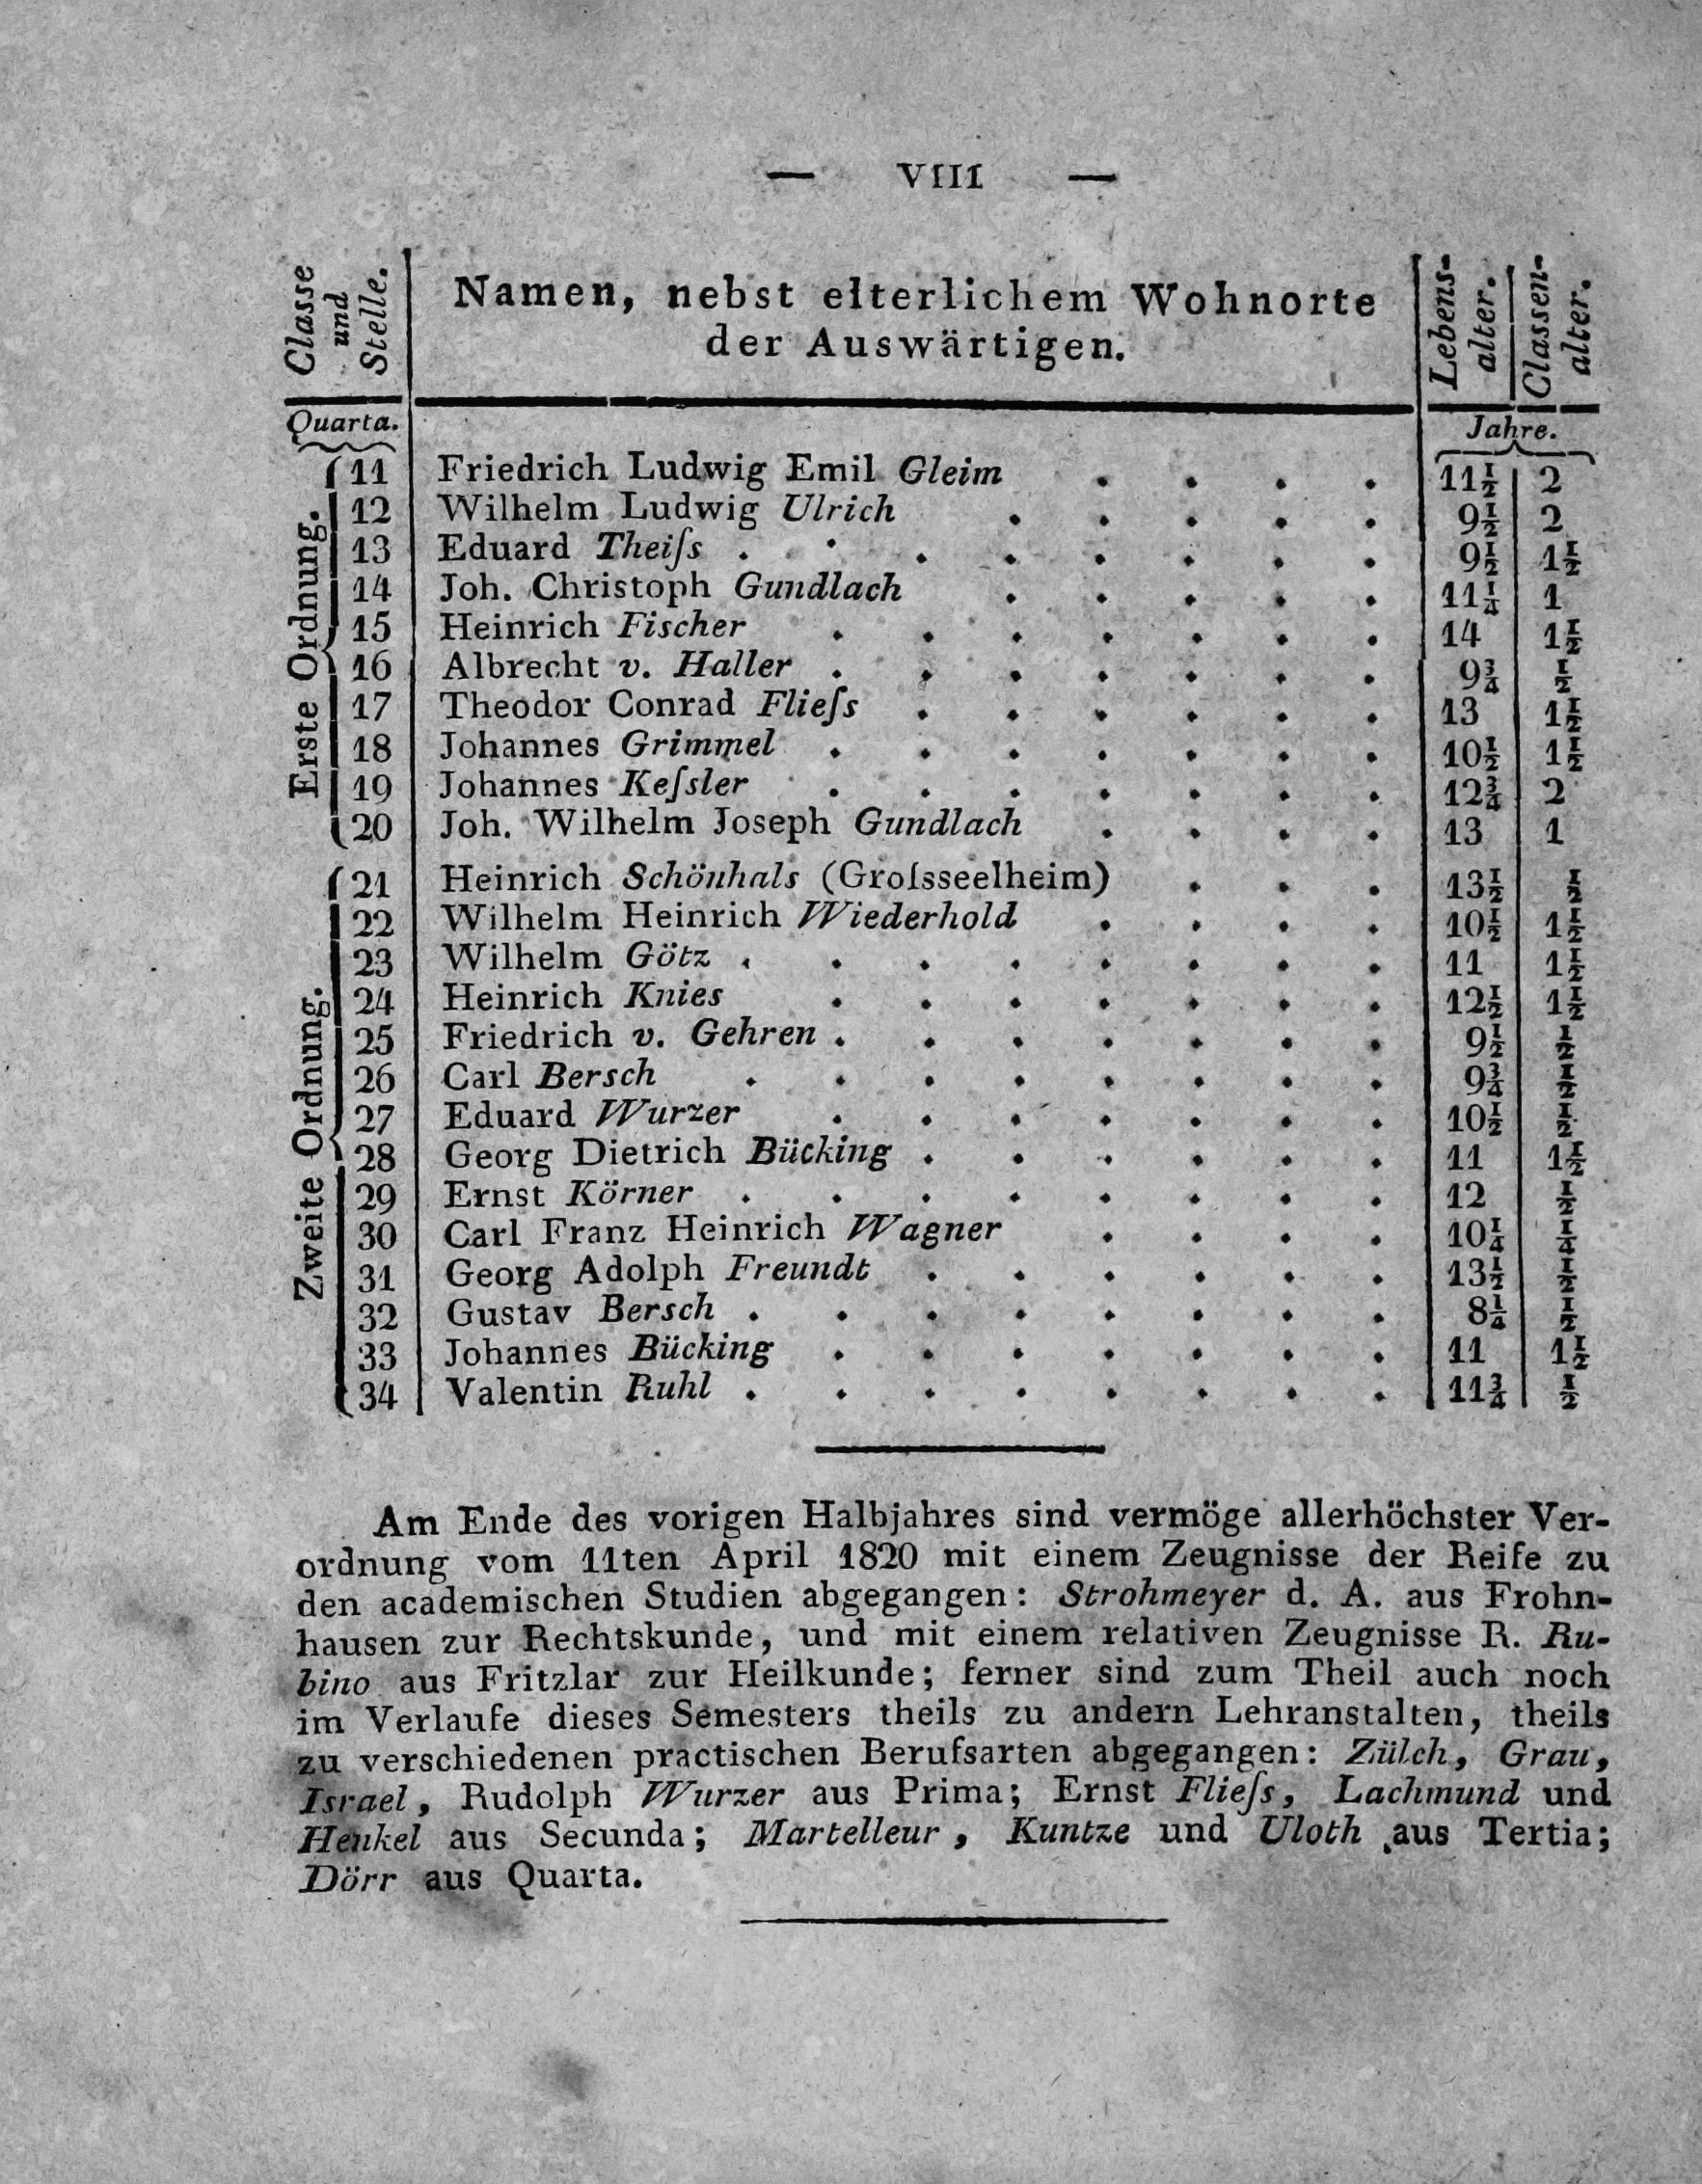 — VIII —
Classe und Stelle.
Namen, nebst elterlichem Wohnorte
der Auswärtigen.
Lebens-alter.
Classen-alter.
Quarta.
Jahre.
Erste Ordnung.
11 Friedrich Ludwig Emil Gleim . . . . 11½ 2
12 Wilhelm Ludwig Ulrich . . . . . 9½ 2
13 Eduard Theiſs . . . . . . . . 9½ 1½
14 Joh. Christoph Gundlach . . . . . 11¼ 1
15 Heinrich Fischer . . . . . . . 14 1½
16 Albrecht v. Haller . . . . . . . 9¾ ½
17 Theodor Conrad Flieſs . . . . . . 13 1½
18 Johannes Grimmel . . . . . . . 10½ 1½
19 Johannes Keſsler . . . . . . . 12¾ 2
20 Joh. Wilhelm Joseph Gundlach . . . . 13 1
Zweite Ordnung.
21 Heinrich Schönhals (Groſsseelheim) . . . 13½ ½
22 Wilhelm Heinrich Wiederhold . . . . 10½ 1½
23 Wilhelm Götz . . . . . . . . 11 1½
24 Heinrich Knies . . . . . . . 12½ 1½
25 Friedrich v. Gehren . . . . . . . 9½ ½
26 Carl Bersch . . . . . . . . 9¾ ½
27 Eduard Wurzer . . . . . . . 10½ ½
28 Georg Dietrich Bücking . . . . . . 11 1½
29 Ernst Körner . . . . . . . . 12 ½
30 Carl Franz Heinrich Wagner . . . . 10¼ ¼
31 Georg Adolph Freundt . . . . . . 13½ ½
32 Gustav Bersch . . . . . . . . 8¼ ½
33 Johannes Bücking . . . . . . . 11 1½
34 Valentin Ruhl . . . . . . . . 11¾ ½
Am Ende des vorigen Halbjahres sind vermöge allerhöchster Ver-
ordnung vom 11ten April 1820 mit einem Zeugnisse der Reife zu
den academischen Studien abgegangen: Strohmeyer d. A. aus Frohn-
hausen zur Rechtskunde, und mit einem relativen Zeugnisse R. Ru-
bino aus Fritzlar zur Heilkunde; ferner sind zum Theil auch noch
im Verlaufe dieses Semesters theils zu andern Lehranstalten, theils
zu verschiedenen practischen Berufsarten abgegangen: Zülch, Grau,
Israel, Rudolph Wurzer aus Prima; Ernst Flieſs, Lachmund und
Henkel aus Secunda; Martelleur, Kuntze und Uloth aus Tertia;
Dörr aus Quarta.